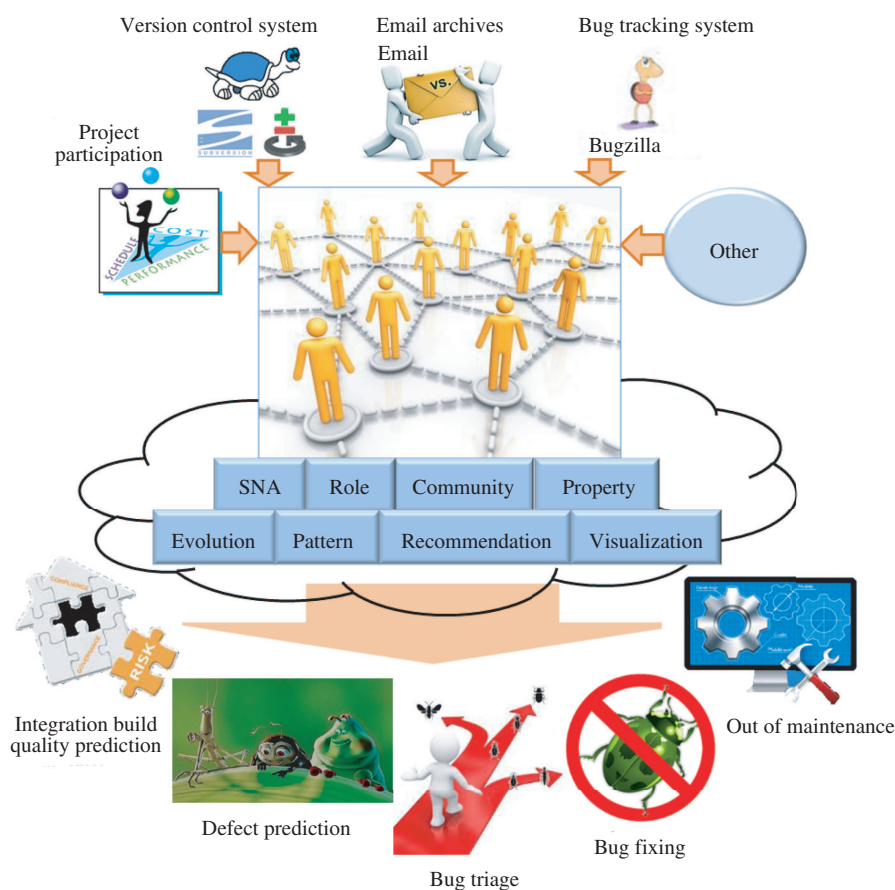 Version control system
Email archives
Email
Bug tracking system
VS.
SUBVERSION
Project
participation
Bugzilla
SCHEDULE
COST
PERFORMANCE
Other
SNA
Role
Community
Property
Evolution
Pattern
Recommendation
Visualization
COMPLIANCE
GOVERNANCE
RISK
Integration build
quality prediction
Out of maintenance
Defect prediction
Bug fixing
Bug triage